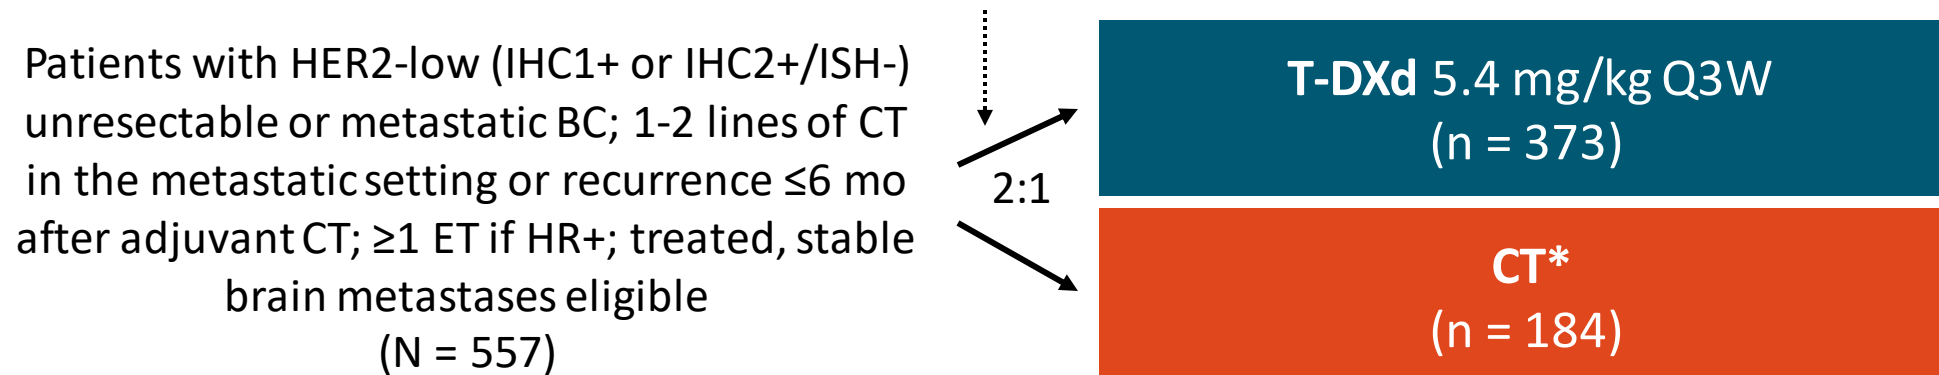 Patients with HER2-low (IHC1+ or IHC2+/ISH-)
unresectable or metastatic BC; 1-2 lines of CT
in the metastatic setting or recurrence ≤6 mo
after adjuvant CT; ≥1 ET if HR+; treated, stable
brain metastases eligible
(N = 557)
2:1
T-DXd 5.4 mg/kg Q3W
(n = 373)
CT*
(n = 184)